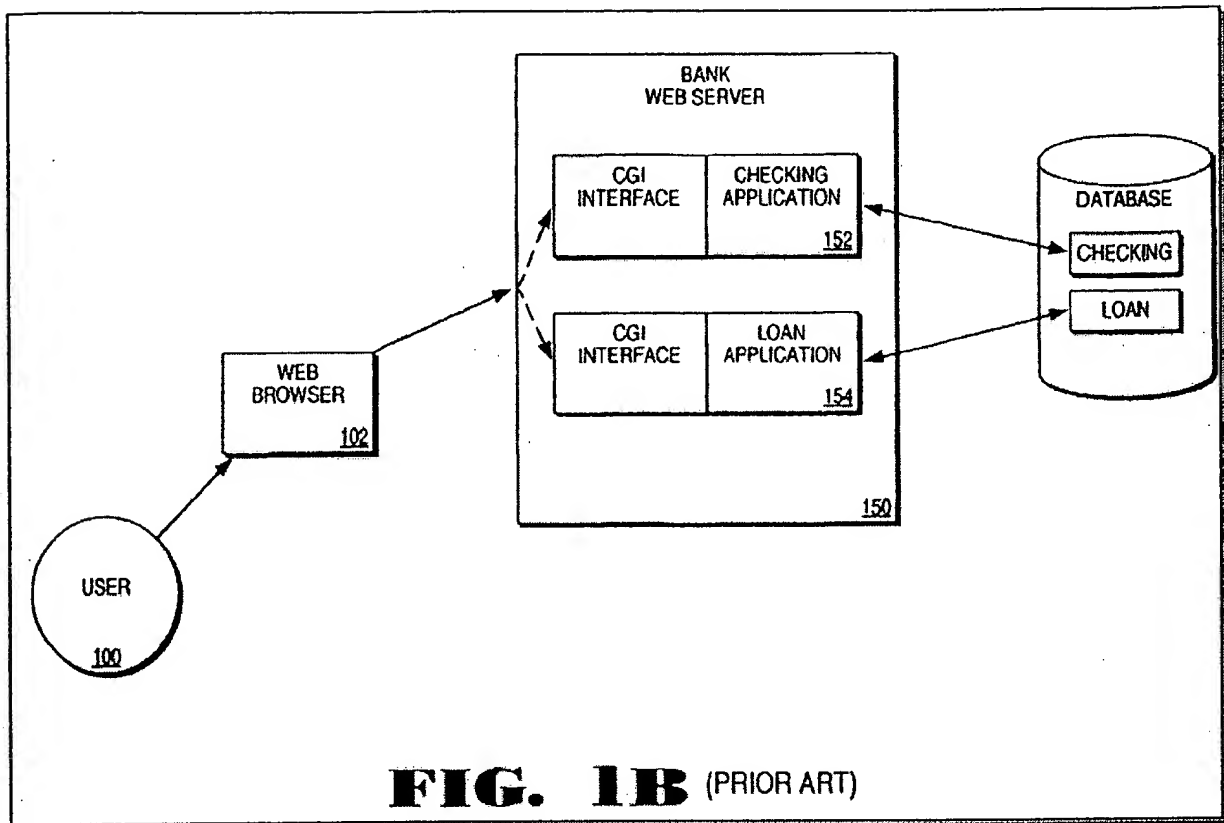 BANK
WEB SERVER
CGI
INTERFACE
CHECKING
APPLICATION
152
DATABASE
CHECKING
LOAN
CGI
INTERFACE
LOAN
APPLICATION
154
WEB
BROWSER
102
150
USER
100
FIG. 1B (PRIOR ART)